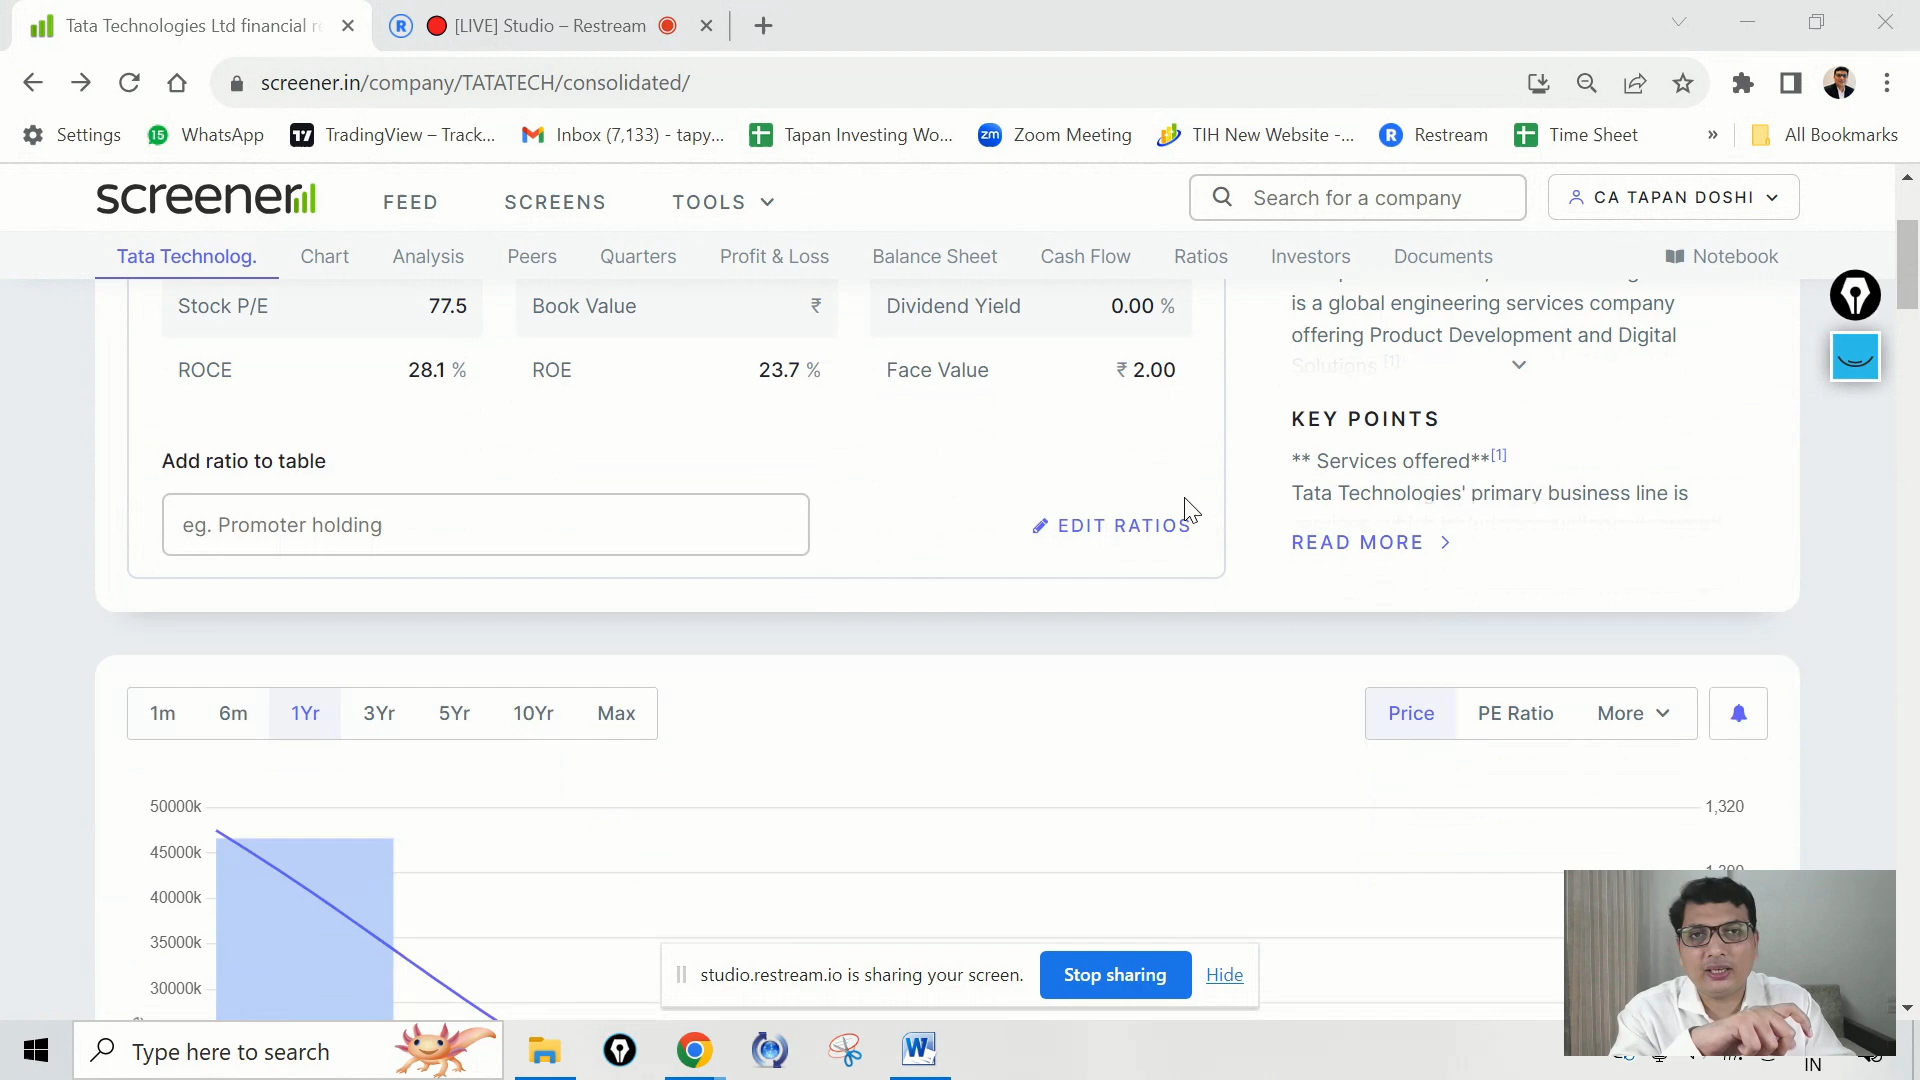 Tata Technologies Ltd financial re
[LIVE] Studio – Restream
screener.in/company/TATATECH/consolidated/
Settings
15
WhatsApp
TradingView – Track...
Inbox (7,133) - tapy...
Tapan Investing Wo...
zm
Zoom Meeting
TIH New Website -...
R
Restream
Time Sheet
»
All Bookmarks
screener
FEED
SCREENS
TOOLS
Search for a company
CA TAPAN DOSHI
Tata Technolog.
Chart
Analysis
Peers
Quarters
Profit & Loss
Balance Sheet
Cash Flow
Ratios
Investors
Documents
Notebook
Stock P/E 77.5
Book Value ₹
Dividend Yield 0.00 %
ROCE 28.1 %
ROE 23.7 %
Face Value ₹ 2.00
Add ratio to table
eg. Promoter holding
EDIT RATIOS
is a global engineering services company
offering Product Development and Digital
Solutions [1]
KEY POINTS
** Services offered**[1]
Tata Technologies' primary business line is
READ MORE
1m 6m 1Yr 3Yr 5Yr 10Yr Max
Price PE Ratio More
50000k
45000k
40000k
35000k
30000k
1,320
studio.restream.io is sharing your screen.
Stop sharing
Hide
Type here to search
W
IN